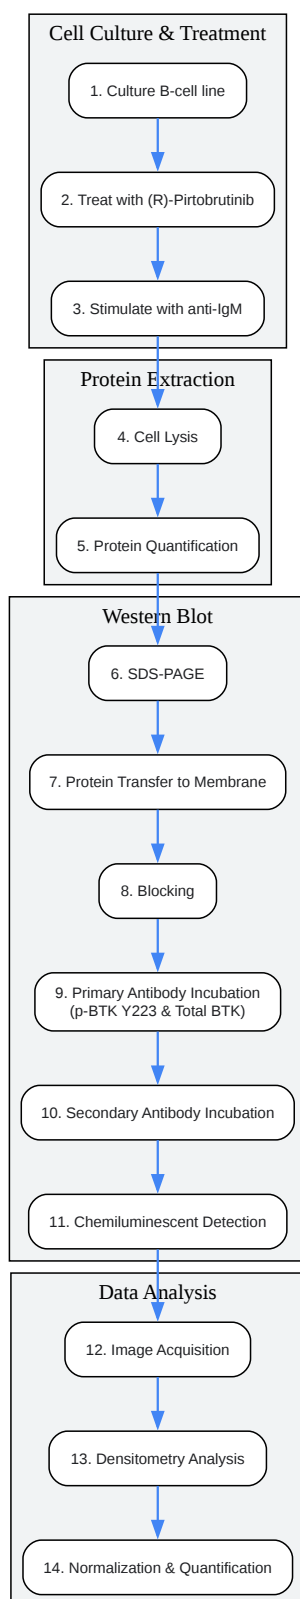 Cell Culture & Treatment
1. Culture B-cell line
2. Treat with (R)-Pirtobrutinib
3. Stimulate with anti-IgM
Protein Extraction
4. Cell Lysis
5. Protein Quantification
Western Blot
6. SDS-PAGE
7. Protein Transfer to Membrane
8. Blocking
9. Primary Antibody Incubation
(p-BTK Y223 & Total BTK)
10. Secondary Antibody Incubation
11. Chemiluminescent Detection
Data Analysis
12. Image Acquisition
13. Densitometry Analysis
14. Normalization & Quantification